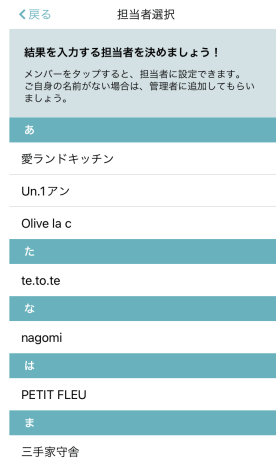 戻る
担当者選択
結果を入力する担当者を決めましょう！
メンバーをタップすると、担当者に設定できます。
ご自身の名前がない場合は、管理者に追加してもらい
ましょう。
あ
愛ランドキッチン
Un.1アン
Olive la c
た
te.to.te
な
nagomi
は
PETIT FLEU
ま
三手家守舎